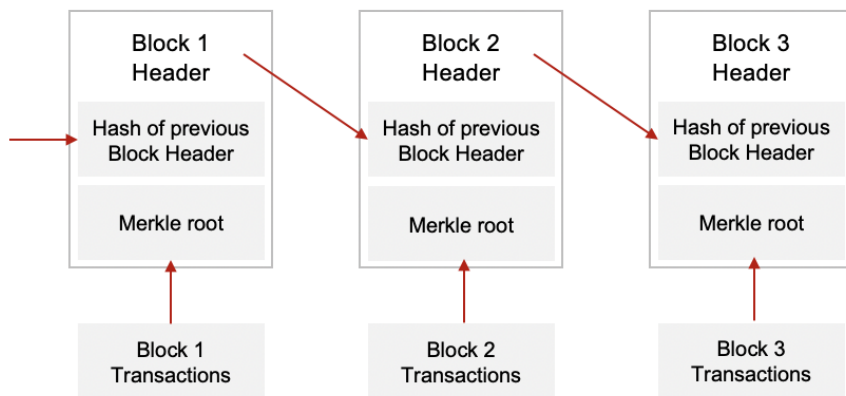 Block 1
Header
Hash of previous
Block Header
Merkle root
Block 1
Transactions
Block 2
Header
Hash of previous
Block Header
Merkle root
Block 2
Transactions
Block 3
Header
Hash of previous
Block Header
Merkle root
Block 3
Transactions